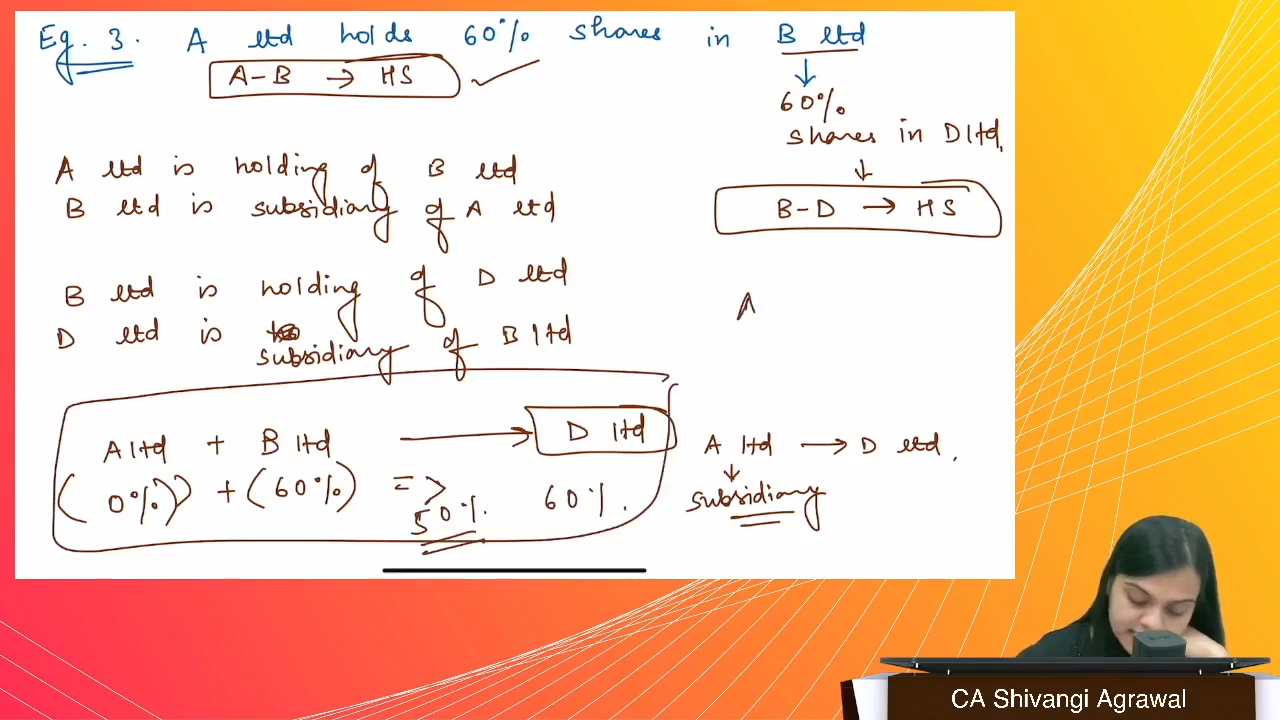 Eg. 3. A ltd holds 60% shares in B ltd
A-B → HS
↓
60%
shares in D ltd.
↓
B-D → HS
A ltd is holding of B ltd
B ltd is subsidiary of A ltd
B ltd is holding of D ltd
D ltd is subsidiary of B ltd
A
A ltd + B ltd → D ltd
(0%) + (60%) => 50%. 60%.
A ltd → D ltd.
↓
subsidiary
CA Shivangi Agrawal